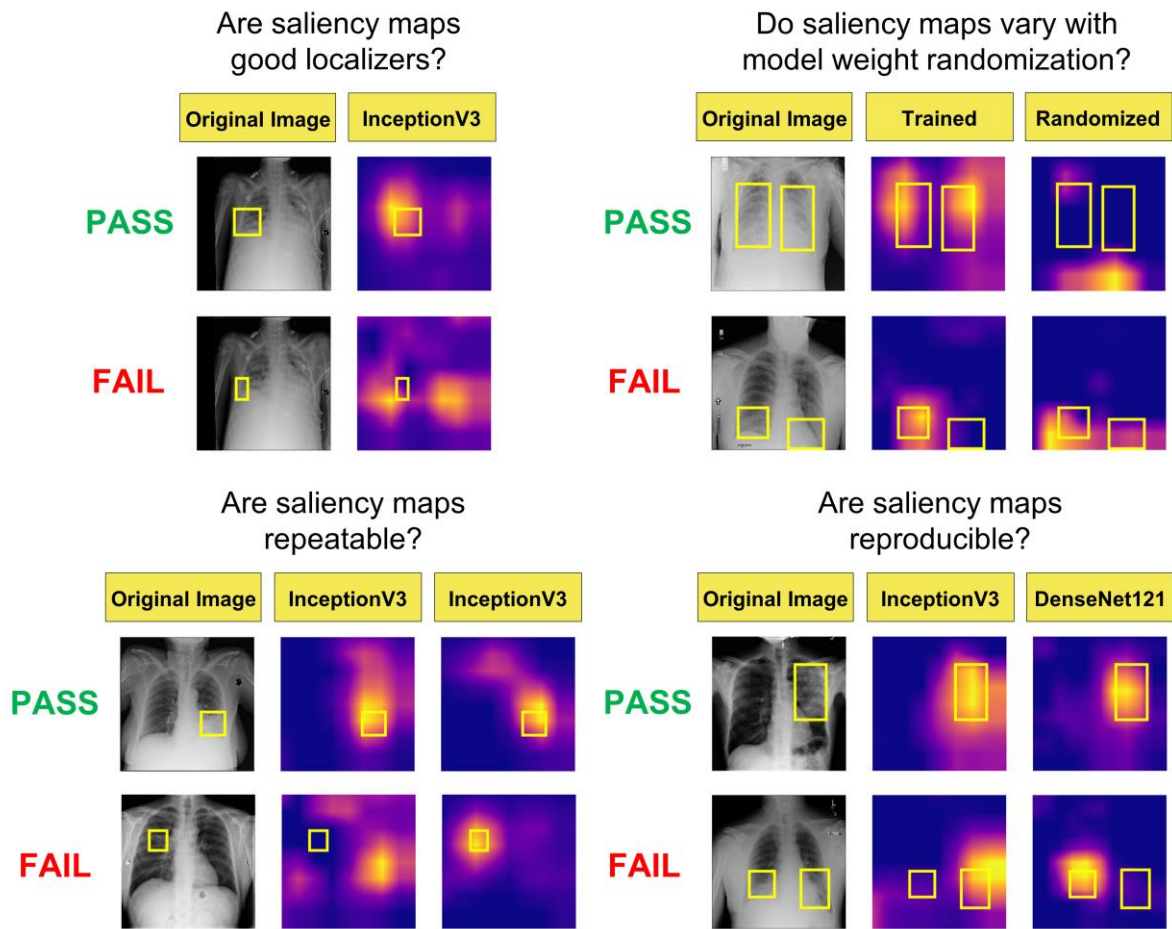 Are saliency maps
good localizers?
Original Image
InceptionV3
PASS
FAIL
Do saliency maps vary with
model weight randomization?
Original Image
Trained
Randomized
PASS
FAIL
Are saliency maps
repeatable?
Original Image
InceptionV3
InceptionV3
PASS
FAIL
Are saliency maps
reproducible?
Original Image
InceptionV3
DenseNet121
PASS
FAIL